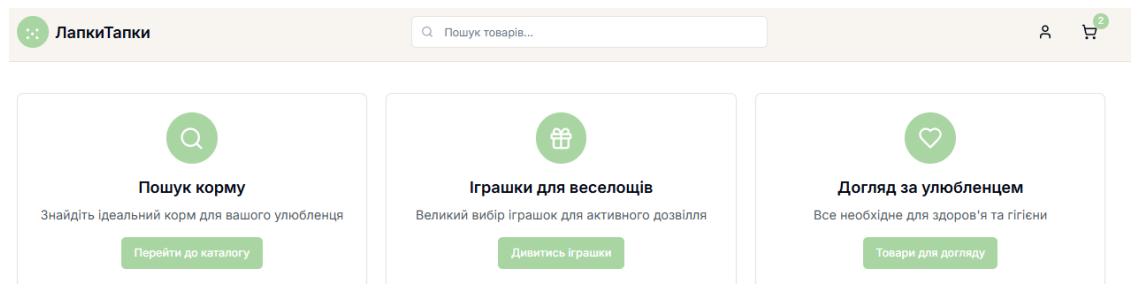 ЛапкиТапки
Пошук товарів...
2
Пошук корму
Знайдіть ідеальний корм для вашого улюбленця
Перейти до каталогу
Іграшки для веселощів
Великий вибір іграшок для активного дозвілля
Дивитись іграшки
Догляд за улюбленцем
Все необхідне для здоров'я та гігієни
Товари для догляду